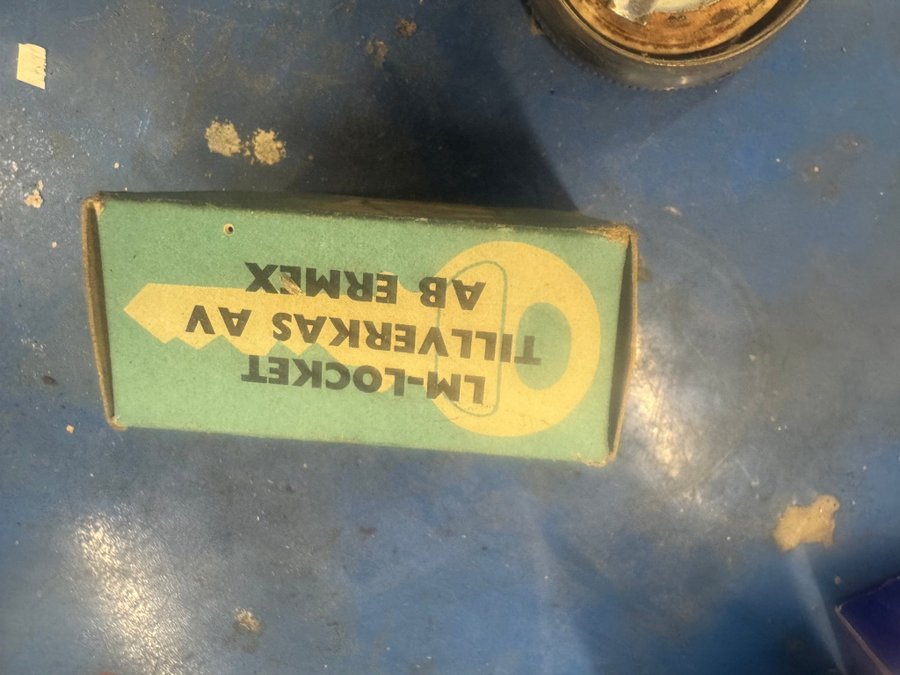 LM-LOCKET
TILLVERKAS AV
AB ERMEX